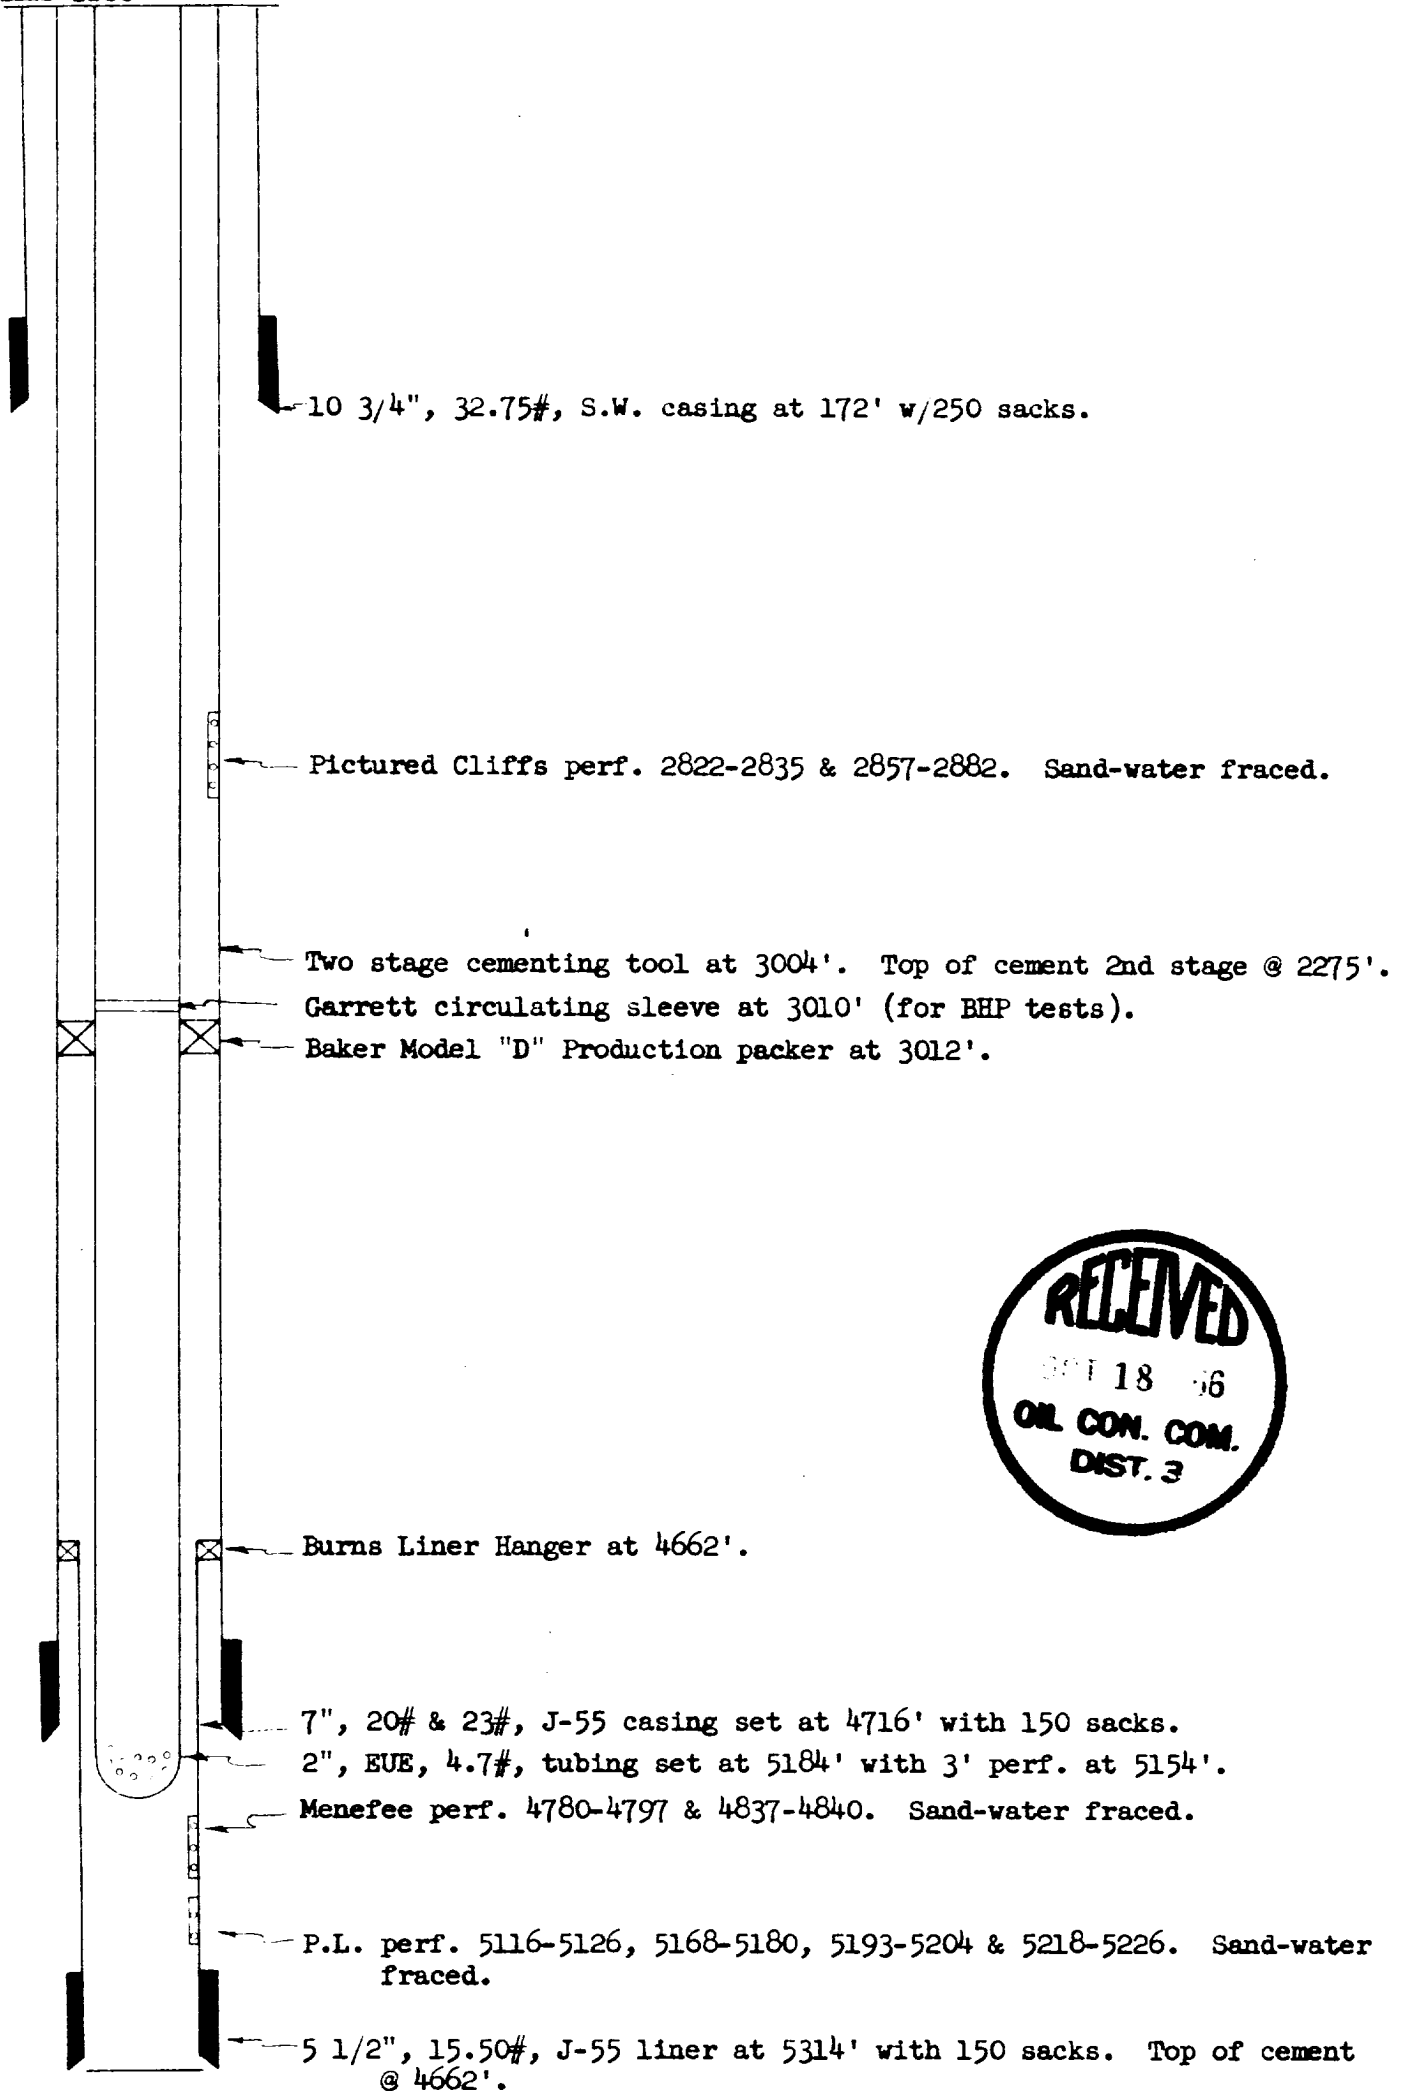 10 3/4", 32.75#, S.W. casing at 172' w/250 sacks.
Pictured Cliffs perf. 2822-2835 & 2857-2882. Sand-water fraced.
Two stage cementing tool at 3004'. Top of cement 2nd stage @ 2275'.
Garrett circulating sleeve at 3010' (for BHP tests).
Baker Model "D" Production packer at 3012'.
RECEIVED
18
OIL CON. COM.
DIST. 3
Burns Liner Hanger at 4662'.
7", 20# & 23#, J-55 casing set at 4716' with 150 sacks.
2", EUE, 4.7#, tubing set at 5184' with 3' perf. at 5154'.
Menefee perf. 4780-4797 & 4837-4840. Sand-water fraced.
P.L. perf. 5116-5126, 5168-5180, 5193-5204 & 5218-5226. Sand-water
fraced.
5 1/2", 15.50#, J-55 liner at 5314' with 150 sacks. Top of cement
@ 4662'.